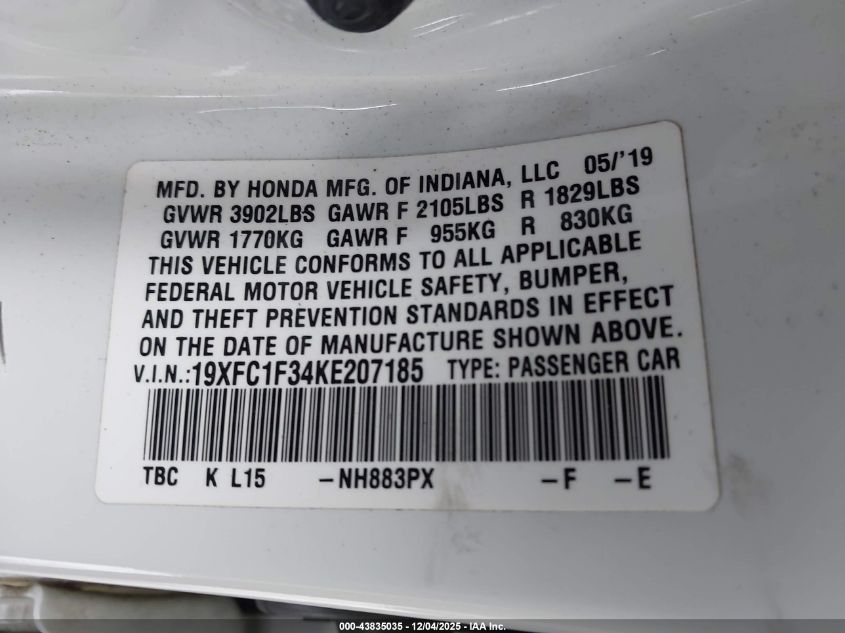 MFD. BY HONDA MFG. OF INDIANA, LLC 05/'19
GVWR 3902LBS GAWR F 2105LBS R 1829LBS
GVWR 1770KG GAWR F 955KG R 830KG
THIS VEHICLE CONFORMS TO ALL APPLICABLE
FEDERAL MOTOR VEHICLE SAFETY, BUMPER,
AND THEFT PREVENTION STANDARDS IN EFFECT
ON THE DATE OF MANUFACTURE SHOWN ABOVE.
V.I.N.:19XFC1F34KE207185 TYPE: PASSENGER CAR
TBC K L15 –NH883PX –F –E
000-43835035 — 12/04/2025 — IAA Inc.